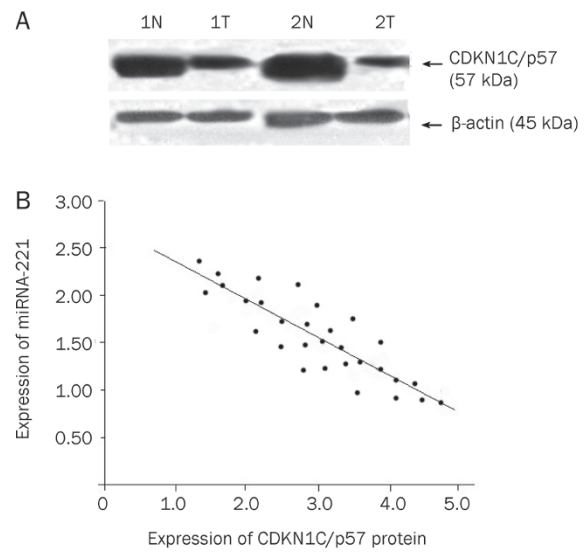 A
1N 1T 2N 2T
CDKN1C/p57
(57 kDa)
β-actin (45 kDa)
B
3.00
2.50
2.00
1.50
1.00
0.50
0 1.0 2.0 3.0 4.0 5.0
Expression of miRNA-221
Expression of CDKN1C/p57 protein